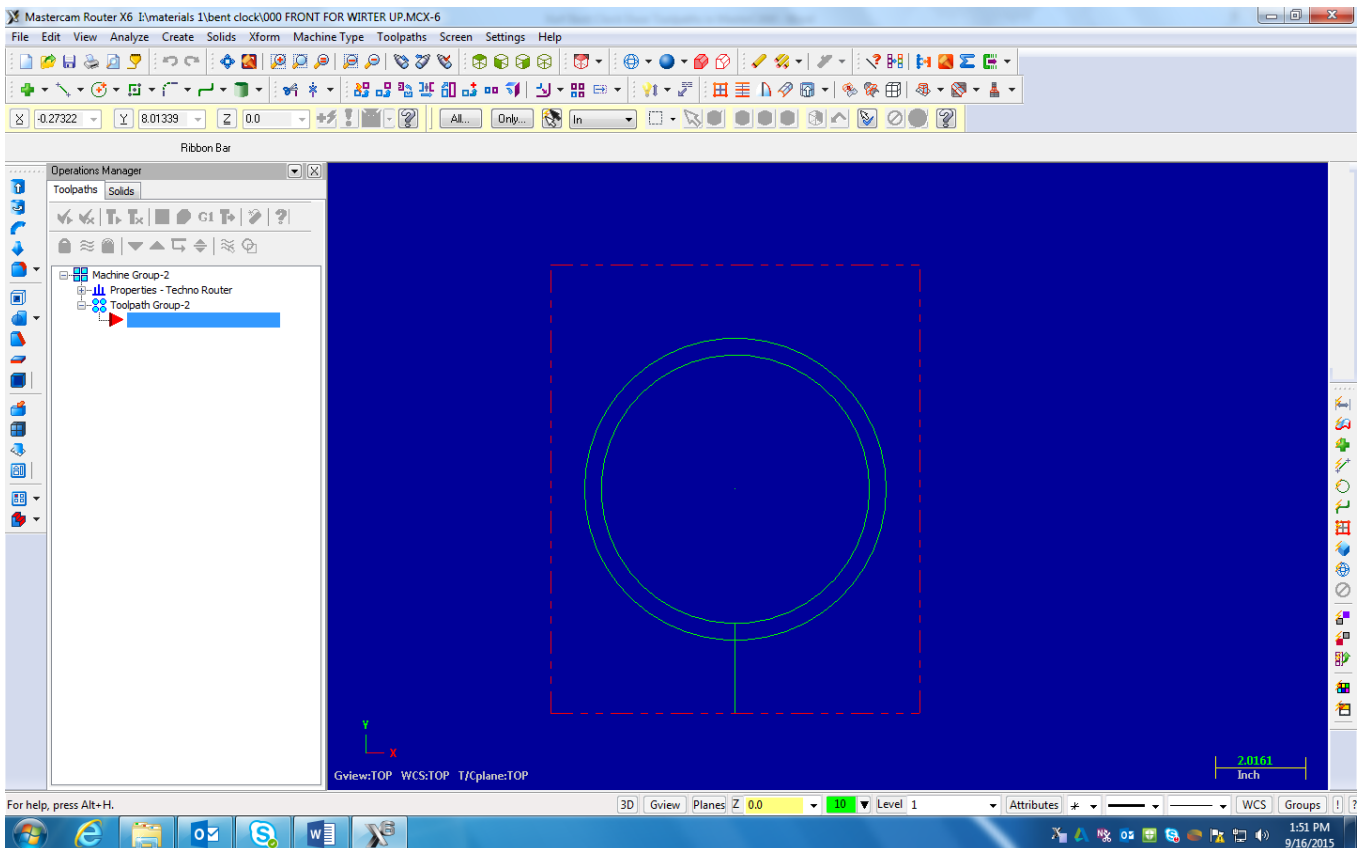 Mastercam Router X6 I:\materials 1\bent clock\000 FRONT FOR WIRTER UP.MCX-6
File Edit View Analyze Create Solids Xform Machine Type Toolpaths Screen Settings Help
X -0.27322 Y 8.01339 Z 0.0 All... Only... In
Ribbon Bar
Operations Manager
Toolpaths Solids
G1
Machine Group-2
Properties - Techno Router
Toolpath Group-2
Y
X
Gview:TOP WCS:TOP T/Cplane:TOP
2.0161
Inch
For help, press Alt+H.
3D Gview Planes Z 0.0 10 Level 1 Attributes WCS Groups ! ?
1:51 PM
9/16/2015